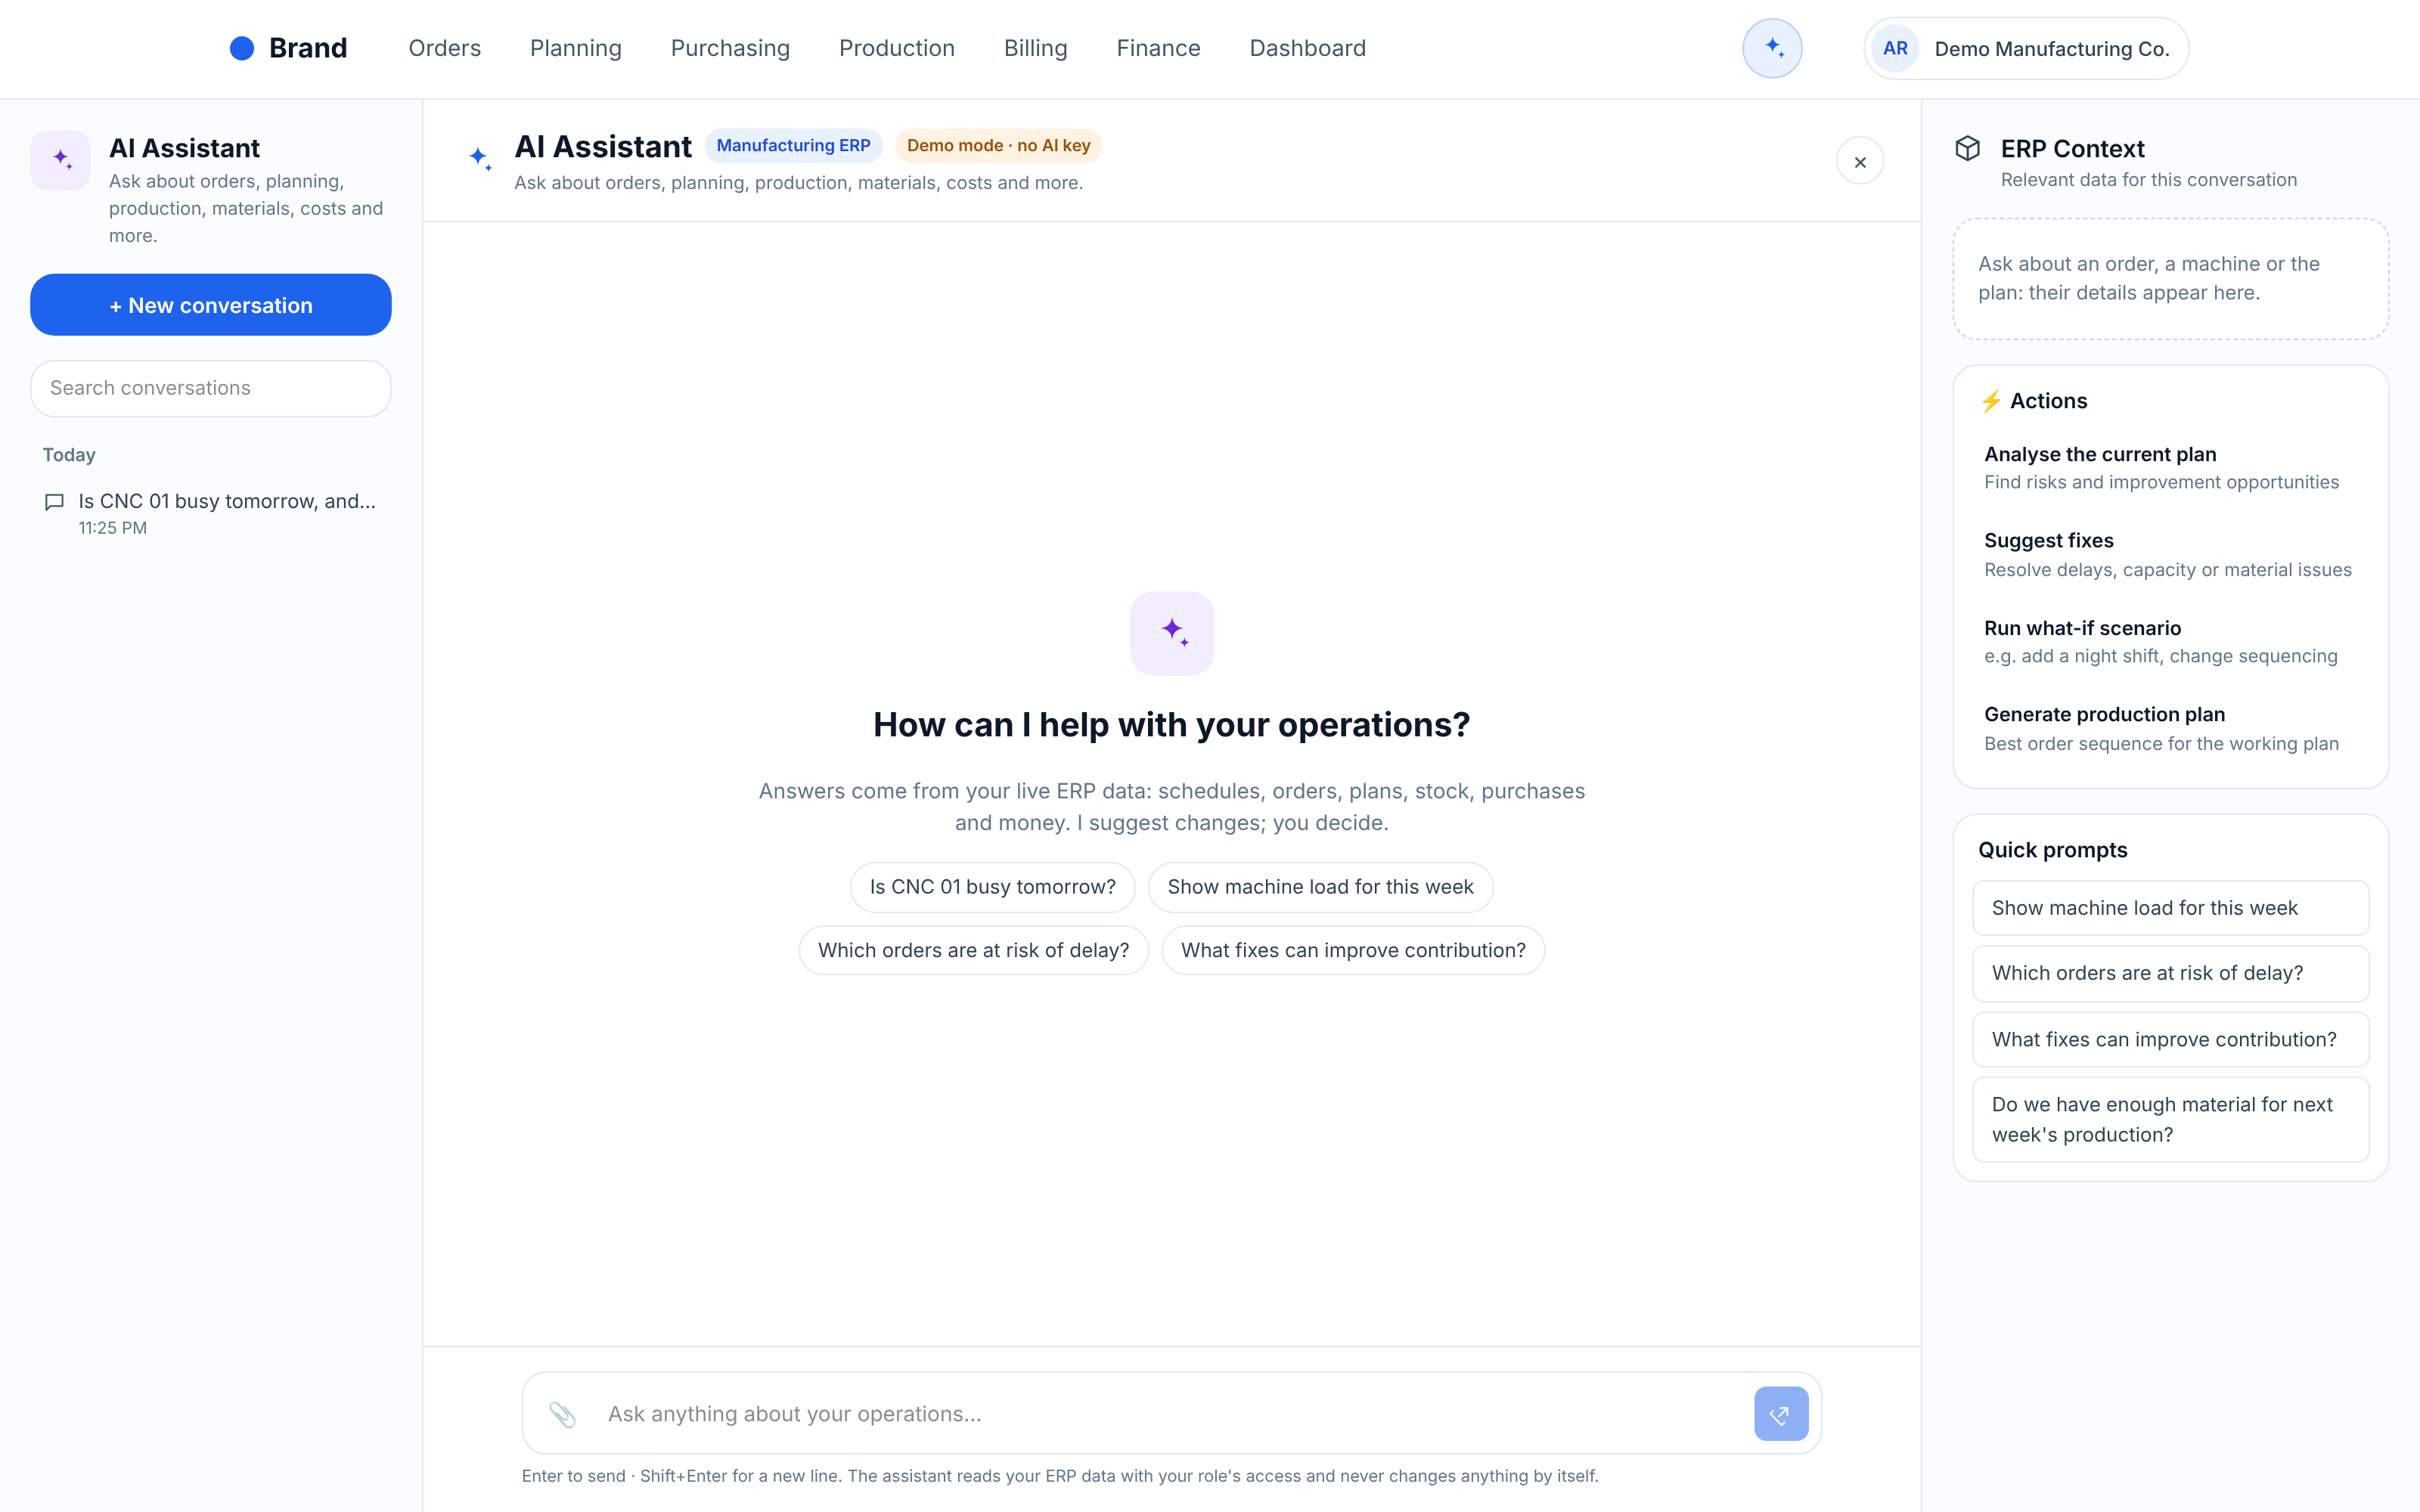 Brand
Orders
Planning
Purchasing
Production
Billing
Finance
Dashboard
AR
Demo Manufacturing Co.
AI Assistant
Ask about orders, planning,
production, materials, costs and
more.
+ New conversation
Search conversations
Today
Is CNC 01 busy tomorrow, and...
11:25 PM
AI Assistant
Manufacturing ERP
Demo mode · no AI key
Ask about orders, planning, production, materials, costs and more.
×
How can I help with your operations?
Answers come from your live ERP data: schedules, orders, plans, stock, purchases
and money. I suggest changes; you decide.
Is CNC 01 busy tomorrow?
Show machine load for this week
Which orders are at risk of delay?
What fixes can improve contribution?
Ask anything about your operations...
Enter to send · Shift+Enter for a new line. The assistant reads your ERP data with your role's access and never changes anything by itself.
ERP Context
Relevant data for this conversation
Ask about an order, a machine or the
plan: their details appear here.
⚡ Actions
Analyse the current plan
Find risks and improvement opportunities
Suggest fixes
Resolve delays, capacity or material issues
Run what-if scenario
e.g. add a night shift, change sequencing
Generate production plan
Best order sequence for the working plan
Quick prompts
Show machine load for this week
Which orders are at risk of delay?
What fixes can improve contribution?
Do we have enough material for next
week's production?